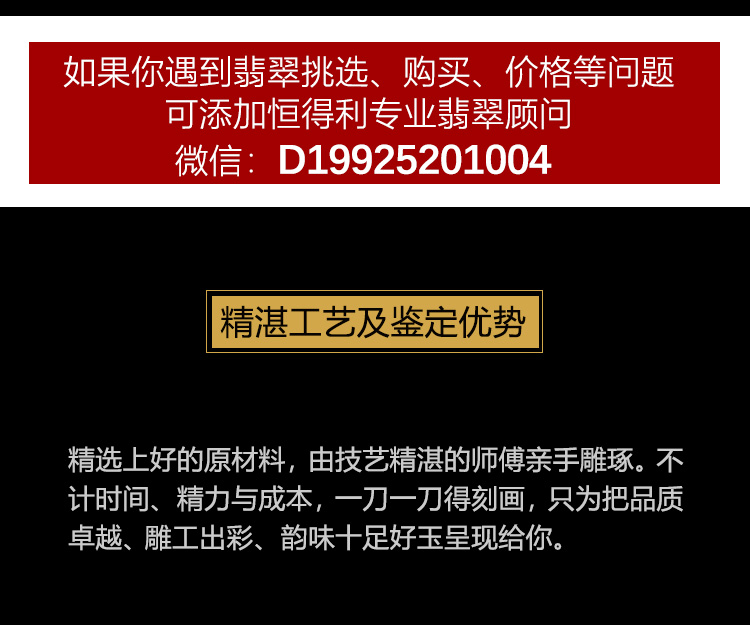 如果你遇到翡翠挑选、购买、价格等问题
可添加恒得利专业翡翠顾问
微信：D19925201004
精湛工艺及鉴定优势
精选上好的原材料，由技艺精湛的师傅亲手雕琢。不
计时间、精力与成本，一刀一刀得刻画，只为把品质
卓越、雕工出彩、韵味十足好玉呈现给你。